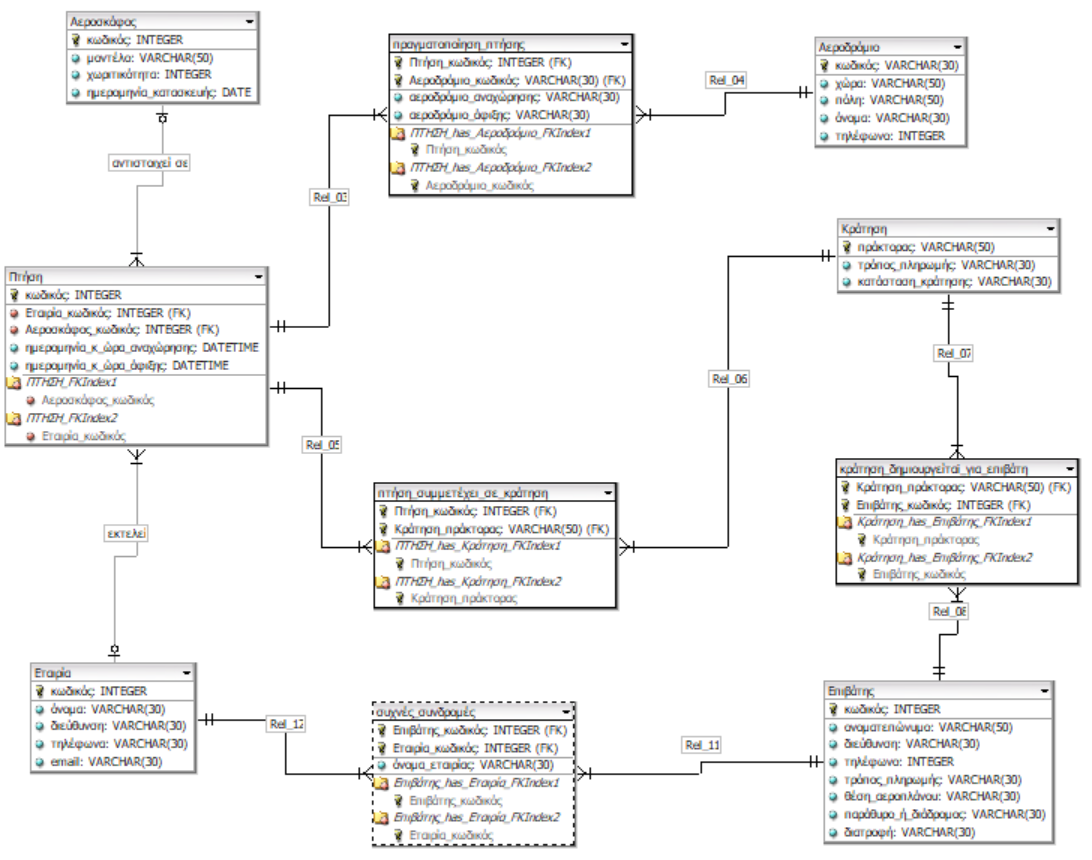 Αεροσκάφος
κωδικός: INTEGER
μοντέλο: VARCHAR(50)
χωριτικότητα: INTEGER
ημερομηνία_κατασκευής: DATE
πραγματοποίηση_πτήσης
Πτήση_κωδικός: INTEGER (FK)
Αεροδρόμιο_κωδικός: VARCHAR(30) (FK)
αεροδρόμιο_αναχώρησης: VARCHAR(30)
αεροδρόμιο_άφιξης: VARCHAR(30)
ΠΤΗΣΗ_has_Αεροδρόμιο_FKIndex1
Πτήση_κωδικός
ΠΤΗΣΗ_has_Αεροδρόμιο_FKIndex2
Αεροδρόμιο_κωδικός
Rel_04
Αεροδρόμιο
κωδικός: VARCHAR(30)
χώρα: VARCHAR(50)
πόλη: VARCHAR(50)
όνομα: VARCHAR(30)
τηλέφωνο: INTEGER
αντιστοιχεί σε
Rel_03
Πτήση
κωδικός: INTEGER
Εταιρία_κωδικός: INTEGER (FK)
Αεροσκάφος_κωδικός: INTEGER (FK)
ημερομηνία_κ_ώρα_αναχώρησης: DATETIME
ημερομηνία_κ_ώρα_άφιξης: DATETIME
ΠΤΗΣΗ_FKIndex1
Αεροσκάφος_κωδικός
ΠΤΗΣΗ_FKIndex2
Εταιρία_κωδικός
Κράτηση
πράκτορας: VARCHAR(50)
τρόπος_πληρωμής: VARCHAR(30)
κατάσταση_κράτησης: VARCHAR(30)
Rel_07
Rel_06
Rel_05
πτήση_συμμετέχει_σε_κράτηση
Πτήση_κωδικός: INTEGER (FK)
Κράτηση_πράκτορας: VARCHAR(50) (FK)
ΠΤΗΣΗ_has_Κράτηση_FKIndex1
Πτήση_κωδικός
ΠΤΗΣΗ_has_Κράτηση_FKIndex2
Κράτηση_πράκτορας
κράτηση_δημιουργείταί_για_επιβάτη
Κράτηση_πράκτορας: VARCHAR(50) (FK)
Επιβάτης_κωδικός: INTEGER (FK)
Κράτηση_has_Επιβάτης_FKIndex1
Κράτηση_πράκτορας
Κράτηση_has_Επιβάτης_FKIndex2
Επιβάτης_κωδικός
εκτελεί
Rel_08
Εταιρία
κωδικός: INTEGER
όνομα: VARCHAR(30)
διεύθυνση: VARCHAR(30)
τηλέφωνο: VARCHAR(30)
email: VARCHAR(30)
Rel_12
συχνές_συνδρομές
Επιβάτης_κωδικός: INTEGER (FK)
Εταιρία_κωδικός: INTEGER (FK)
όνομα_εταιρίας: VARCHAR(30)
Επιβάτης_has_Εταιρία_FKIndex1
Επιβάτης_κωδικός
Επιβάτης_has_Εταιρία_FKIndex2
Εταιρία_κωδικός
Rel_11
Επιβάτης
κωδικός: INTEGER
ονοματεπώνυμο: VARCHAR(50)
διεύθυνση: VARCHAR(30)
τηλέφωνο: INTEGER
τρόπος_πληρωμής: VARCHAR(30)
θέση_αεροπλάνου: VARCHAR(30)
παράθυρο_ή_διάδρομος: VARCHAR(30)
διατροφή: VARCHAR(30)